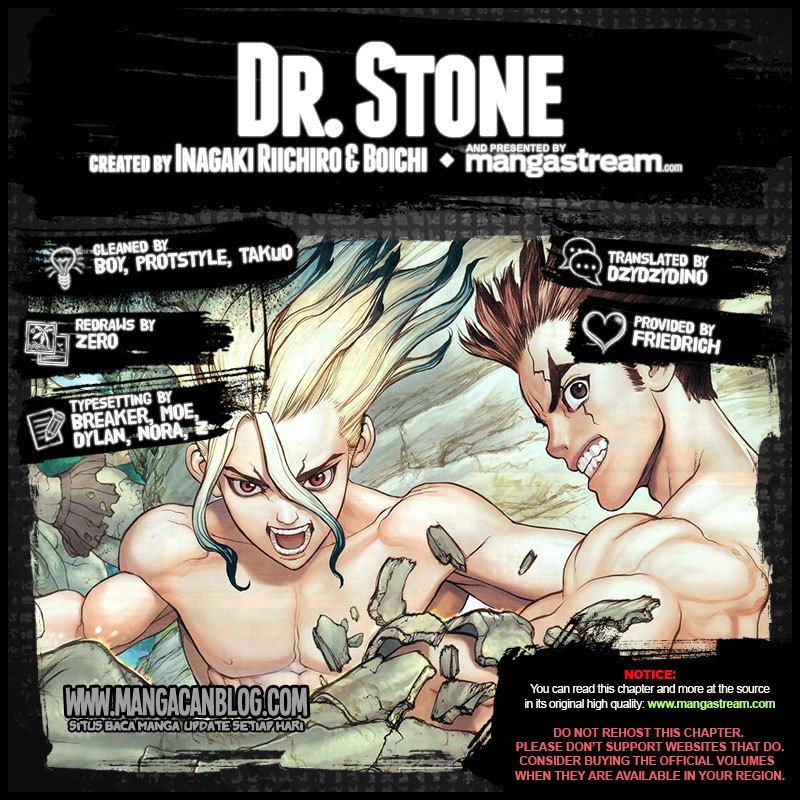 DR. STONE
CREATED BY INAGAKI RIICHIRO & BOICHI ◆ AND PRESENTED BY mangastream.com
CLEANED BY
BOY, PROTSTYLE, TAKUO
REDRAWS BY
ZERO
TYPESETTING BY
BREAKER, MOE,
DYLAN, NORA, Z
TRANSLATED BY
DZYDZYDINO
PROVIDED BY
FRIEDRICH
WWW.MANGACANBLOG.COM
SITUS BACA MANGA UPDATE SETIAP HARI
NOTICE:
You can read this chapter and more at the source
in its original high quality: www.mangastream.com
DO NOT REHOST THIS CHAPTER.
PLEASE DON'T SUPPORT WEBSITES THAT DO.
CONSIDER BUYING THE OFFICIAL VOLUMES
WHEN THEY ARE AVAILABLE IN YOUR REGION.